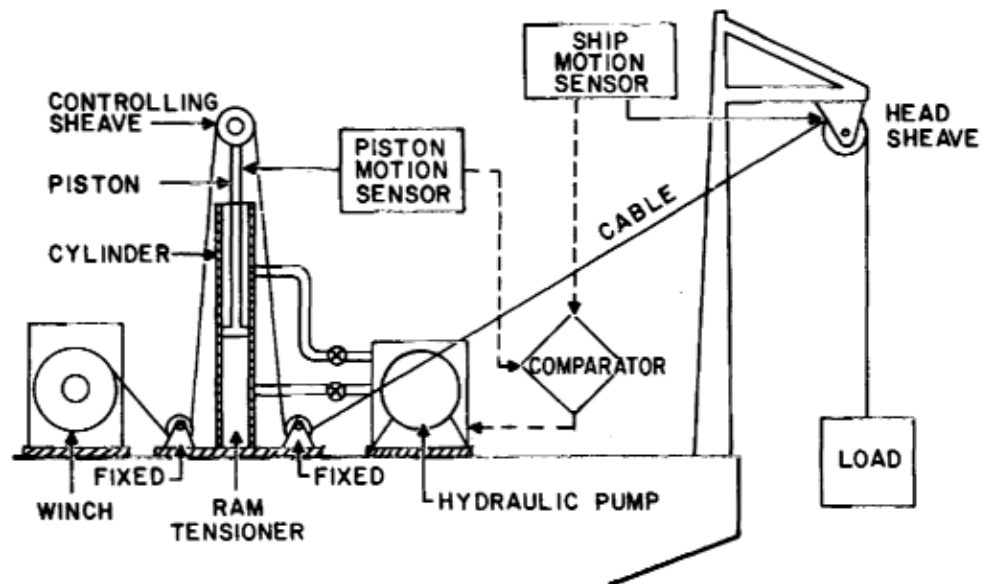 SHIP
MOTION
SENSOR
CONTROLLING
SHEAVE
HEAD
SHEAVE
PISTON
MOTION
SENSOR
PISTON
CABLE
CYLINDER
COMPARATOR
LOAD
FIXED
FIXED
WINCH
RAM
TENSIONER
HYDRAULIC PUMP